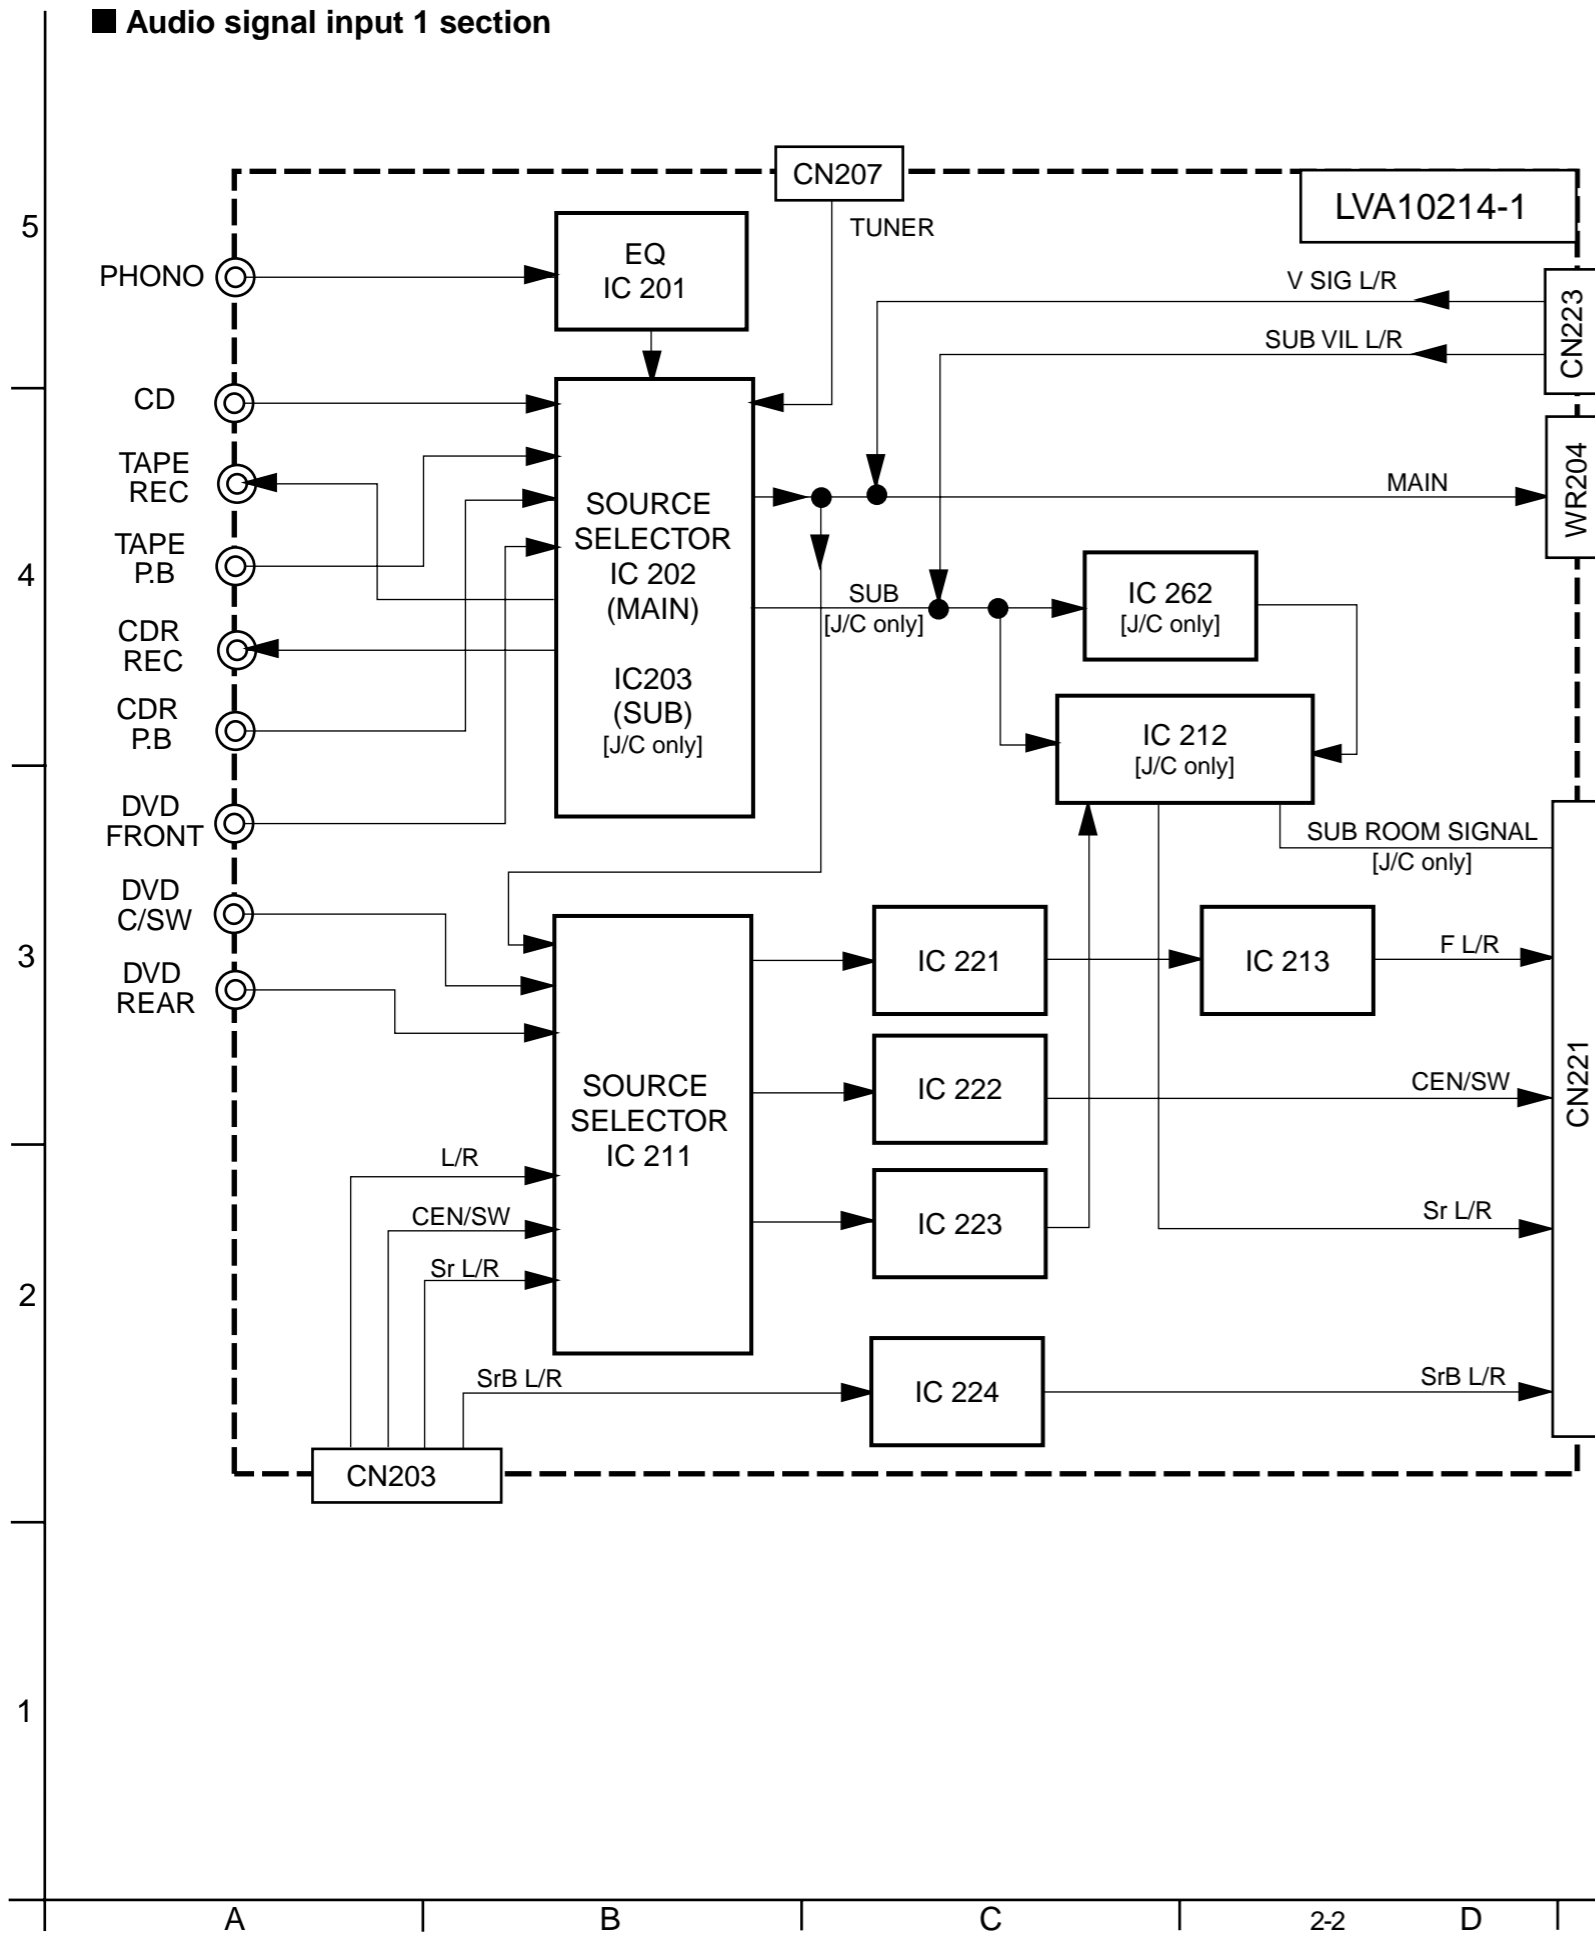 ■ Audio signal input 1 section
CN207
LVA10214-1
5
TUNER
EQ
IC 201
PHONO
V SIG L/R
SUB VIL L/R
CN223
CD
TAPE
REC
SOURCE
SELECTOR
IC 202
(MAIN)
MAIN
WR204
TAPE
P.B
4
SUB
[J/C only]
IC 262
[J/C only]
CDR
REC
IC203
(SUB)
[J/C only]
CDR
P.B
IC 212
[J/C only]
DVD
FRONT
SUB ROOM SIGNAL
[J/C only]
DVD
C/SW
3
IC 221
IC 213
F L/R
DVD
REAR
SOURCE
SELECTOR
IC 211
IC 222
CEN/SW
CN221
L/R
CEN/SW
IC 223
Sr L/R
Sr L/R
2
SrB L/R
IC 224
SrB L/R
CN203
1
A
B
C
2-2
D